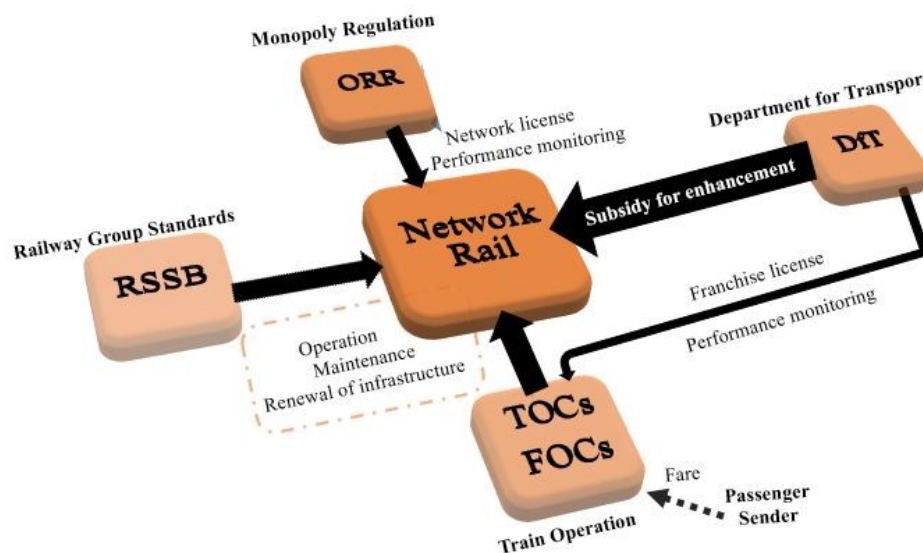 Monopoly Regulation
ORR
Network license
Performance monitoring
Department for Transpor
DfT
Subsidy for enhancement
Railway Group Standards
RSSB
Network
Rail
Franchise license
Performance monitoring
Operation
Maintenance
Renewal of infrastructure
TOCs
FOCs
Fare
Passenger
Sender
Train Operation